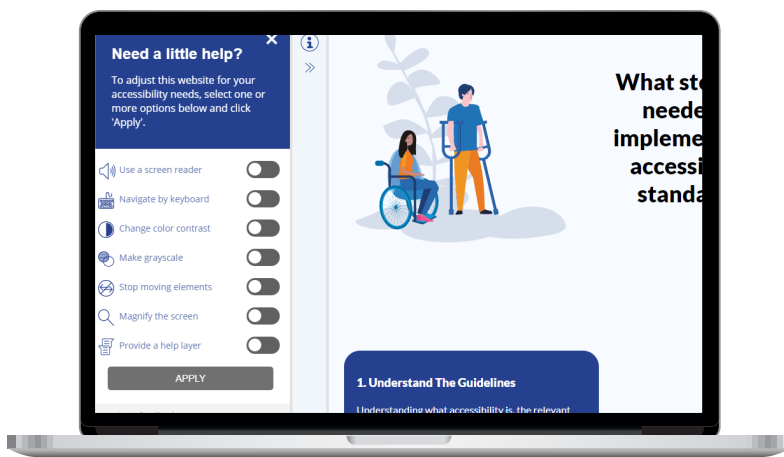 Need a little help?
To adjust this website for your
accessibility needs, select one or
more options below and click
'Apply'.
Use a screen reader
Navigate by keyboard
Change color contrast
Make grayscale
Stop moving elements
Magnify the screen
Provide a help layer
APPLY
What
neede
impleme
accessi
standa
1. Understand The Guidelines
Understanding what accessibility is, the relevant